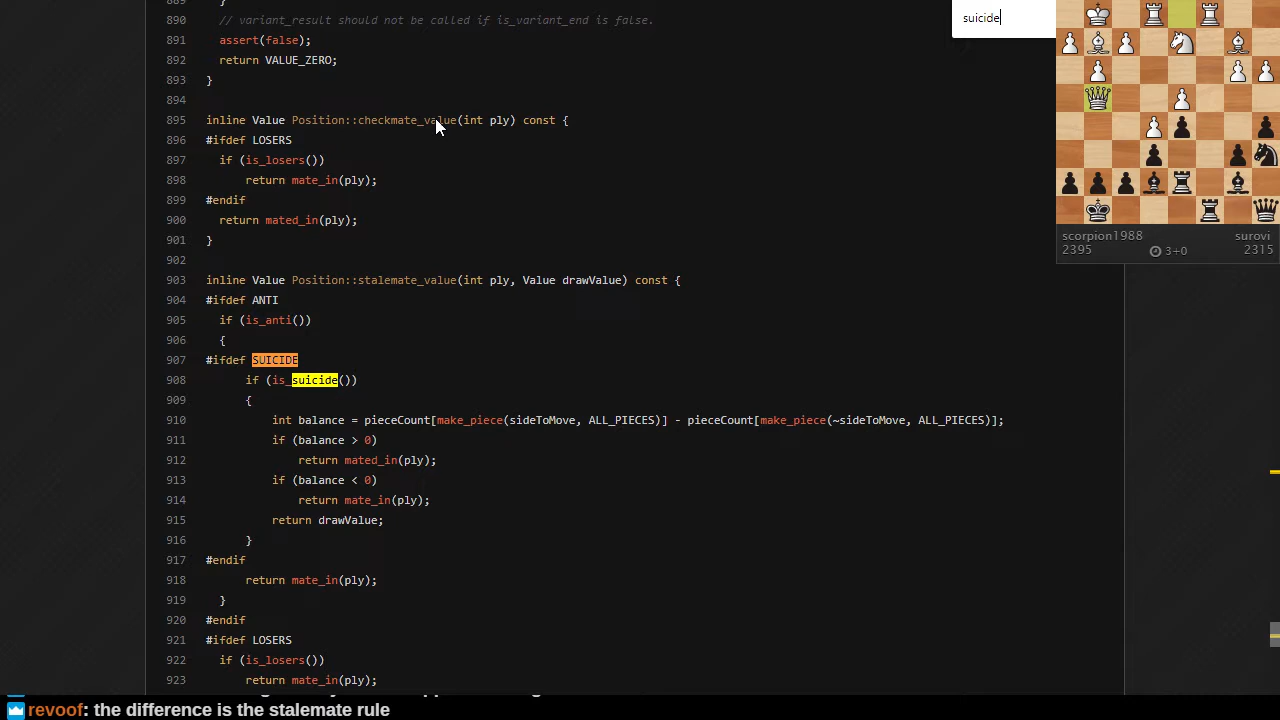 889 }
890 // variant_result should not be called if is_variant_end is false.
891 assert(false);
892 return VALUE_ZERO;
893 }
894
895 inline Value Position::checkmate_value(int ply) const {
896 #ifdef LOSERS
897 if (is_losers())
898 return mate_in(ply);
899 #endif
900 return mated_in(ply);
901 }
902
903 inline Value Position::stalemate_value(int ply, Value drawValue) const {
904 #ifdef ANTI
905 if (is_anti())
906 {
907 #ifdef SUICIDE
908 if (is_suicide())
909 {
910 int balance = pieceCount[make_piece(sideToMove, ALL_PIECES)] - pieceCount[make_piece(~sideToMove, ALL_PIECES)];
911 if (balance > 0)
912 return mated_in(ply);
913 if (balance < 0)
914 return mate_in(ply);
915 return drawValue;
916 }
917 #endif
918 return mate_in(ply);
919 }
920 #endif
921 #ifdef LOSERS
922 if (is_losers())
923 return mate_in(ply);
suicide
scorpion1988 surovi
2395 3+0 2315
revoof: the difference is the stalemate rule